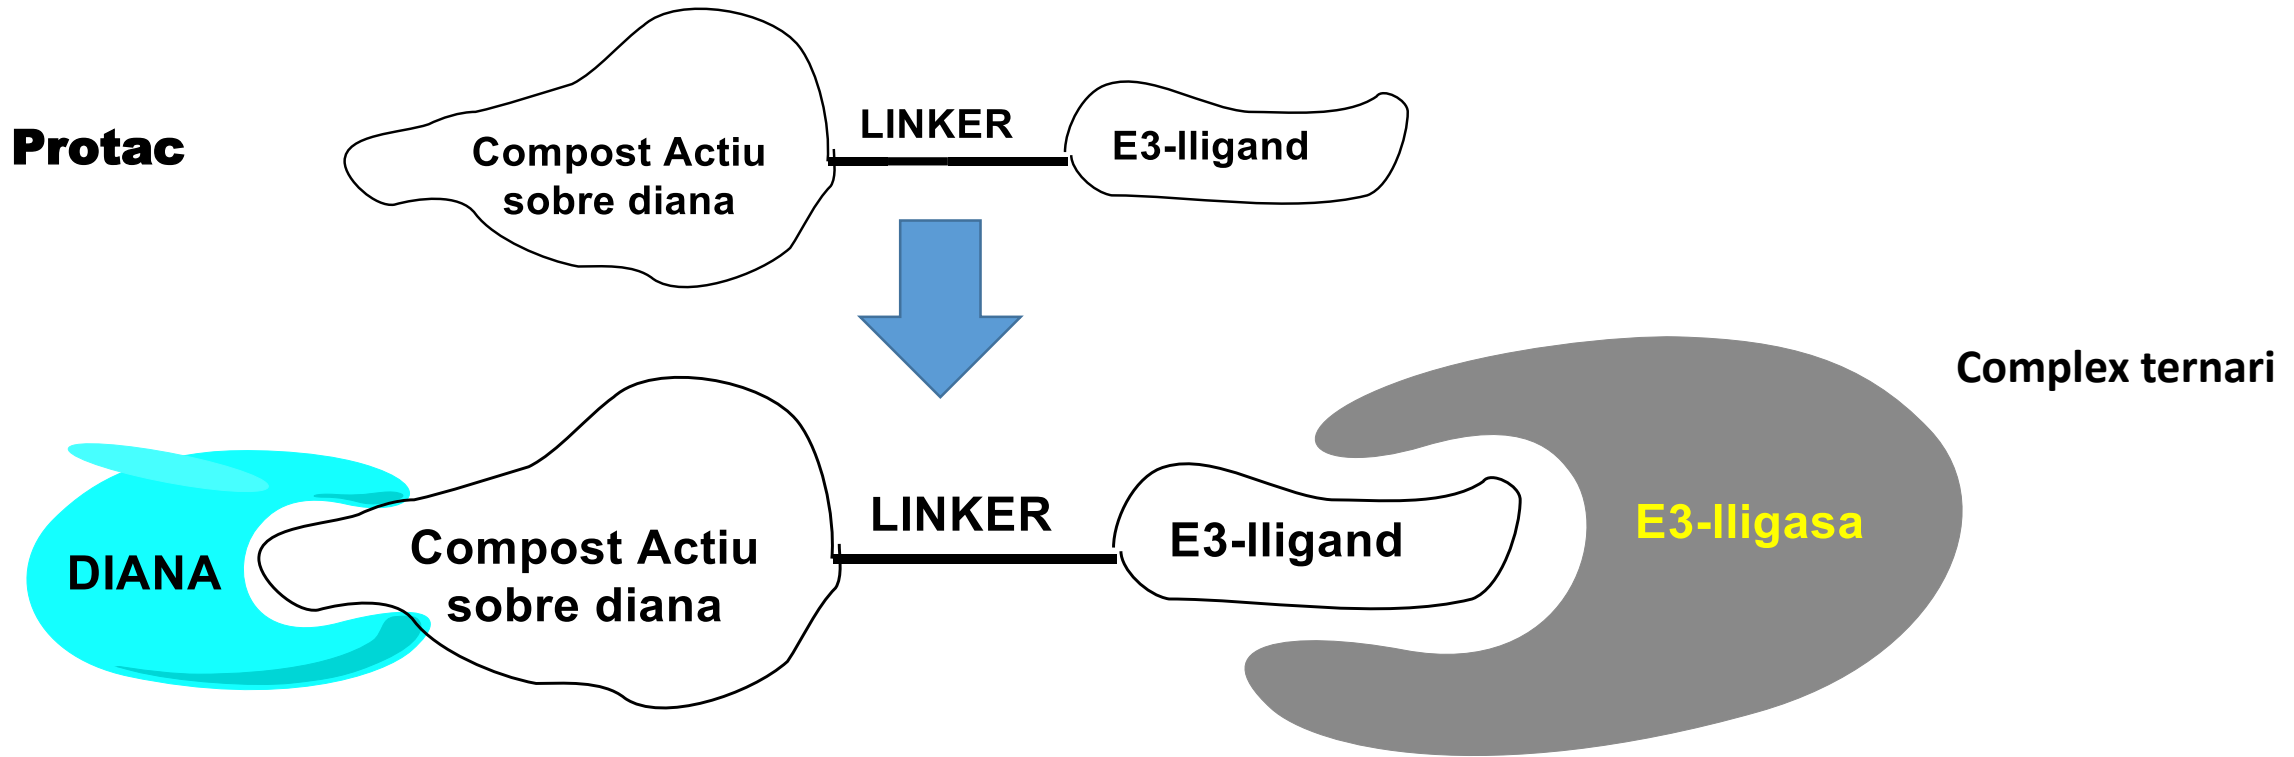 Protac
Compost Actiu
sobre diana
LINKER
E3-lligand
Complex ternari
DIANA
Compost Actiu
sobre diana
LINKER
E3-lligand
E3-lligasa